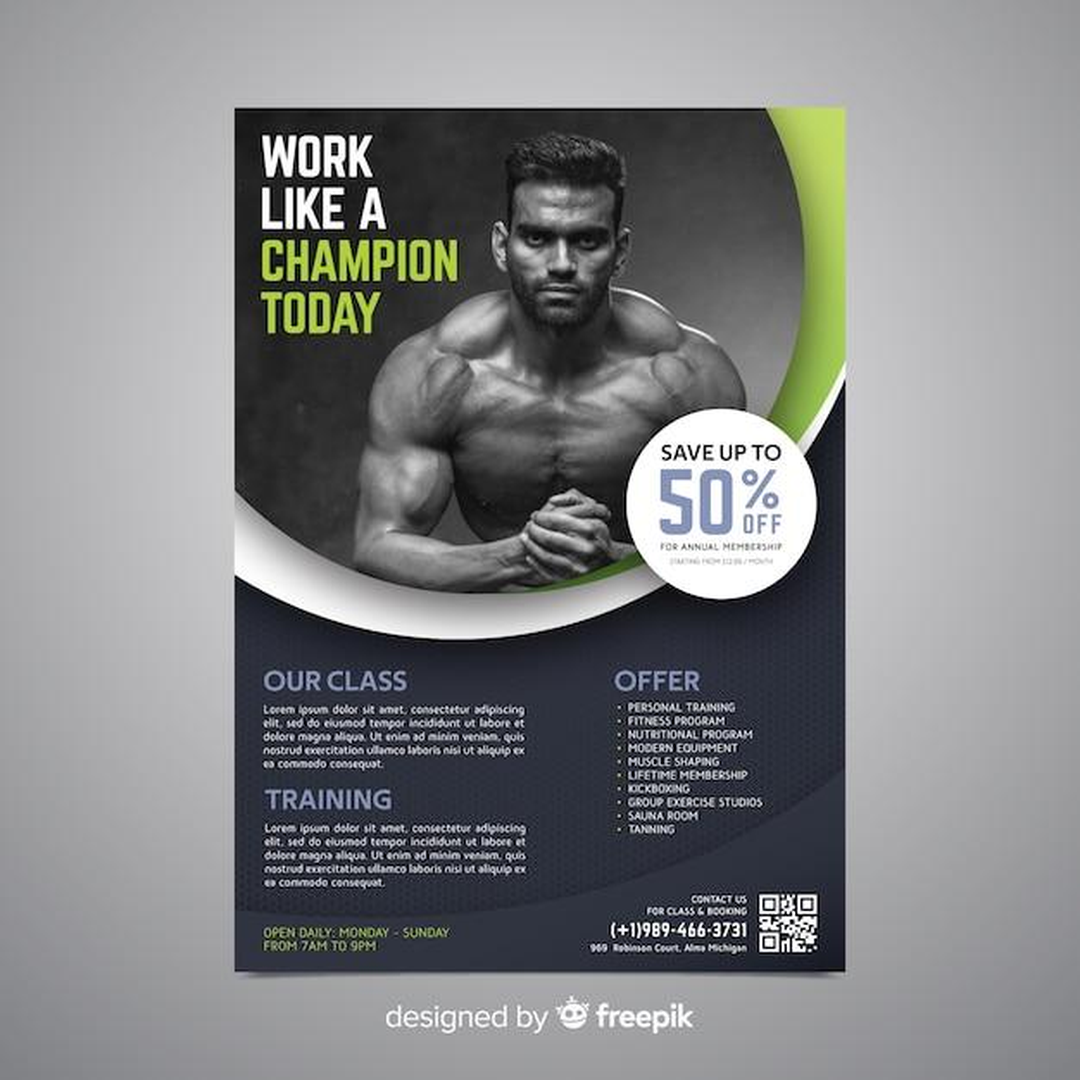 WORK
LIKE A
CHAMPION
TODAY
SAVE UP TO
50%
OFF
FOR ANNUAL MEMBERSHIP
STARTING FROM / MONTH
OUR CLASS
Lorem ipsum dolor sit amet, consectetur adipiscing
elit, sed do eiusmod tempor incididunt ut labore et
dolore magna aliqua. Ut enim ad minim veniam, quis
nostrud exercitation ullamco laboris nisi ut aliquip ex
ea commodo consequat.
TRAINING
Lorem ipsum dolor sit amet, consectetur adipiscing
elit, sed do eiusmod tempor incididunt ut labore et
dolore magna aliqua. Ut enim ad minim veniam, quis
nostrud exercitation ullamco laboris nisi ut aliquip ex
ea commodo consequat.
OPEN DAILY: MONDAY - SUNDAY
FROM 7AM TO 9PM
OFFER
• PERSONAL TRAINING
• FITNESS PROGRAM
• NUTRITIONAL PROGRAM
• MODERN EQUIPMENT
• MUSCLE SHAPING
• LIFETIME MEMBERSHIP
• KICKBOXING
• GROUP EXERCISE STUDIOS
• SAUNA ROOM
• TANNING
CONTACT US
FOR CLASS & BOOKING
(+1)989-466-3731
969 Robinson Court, Alma Michigan
designed by freepik